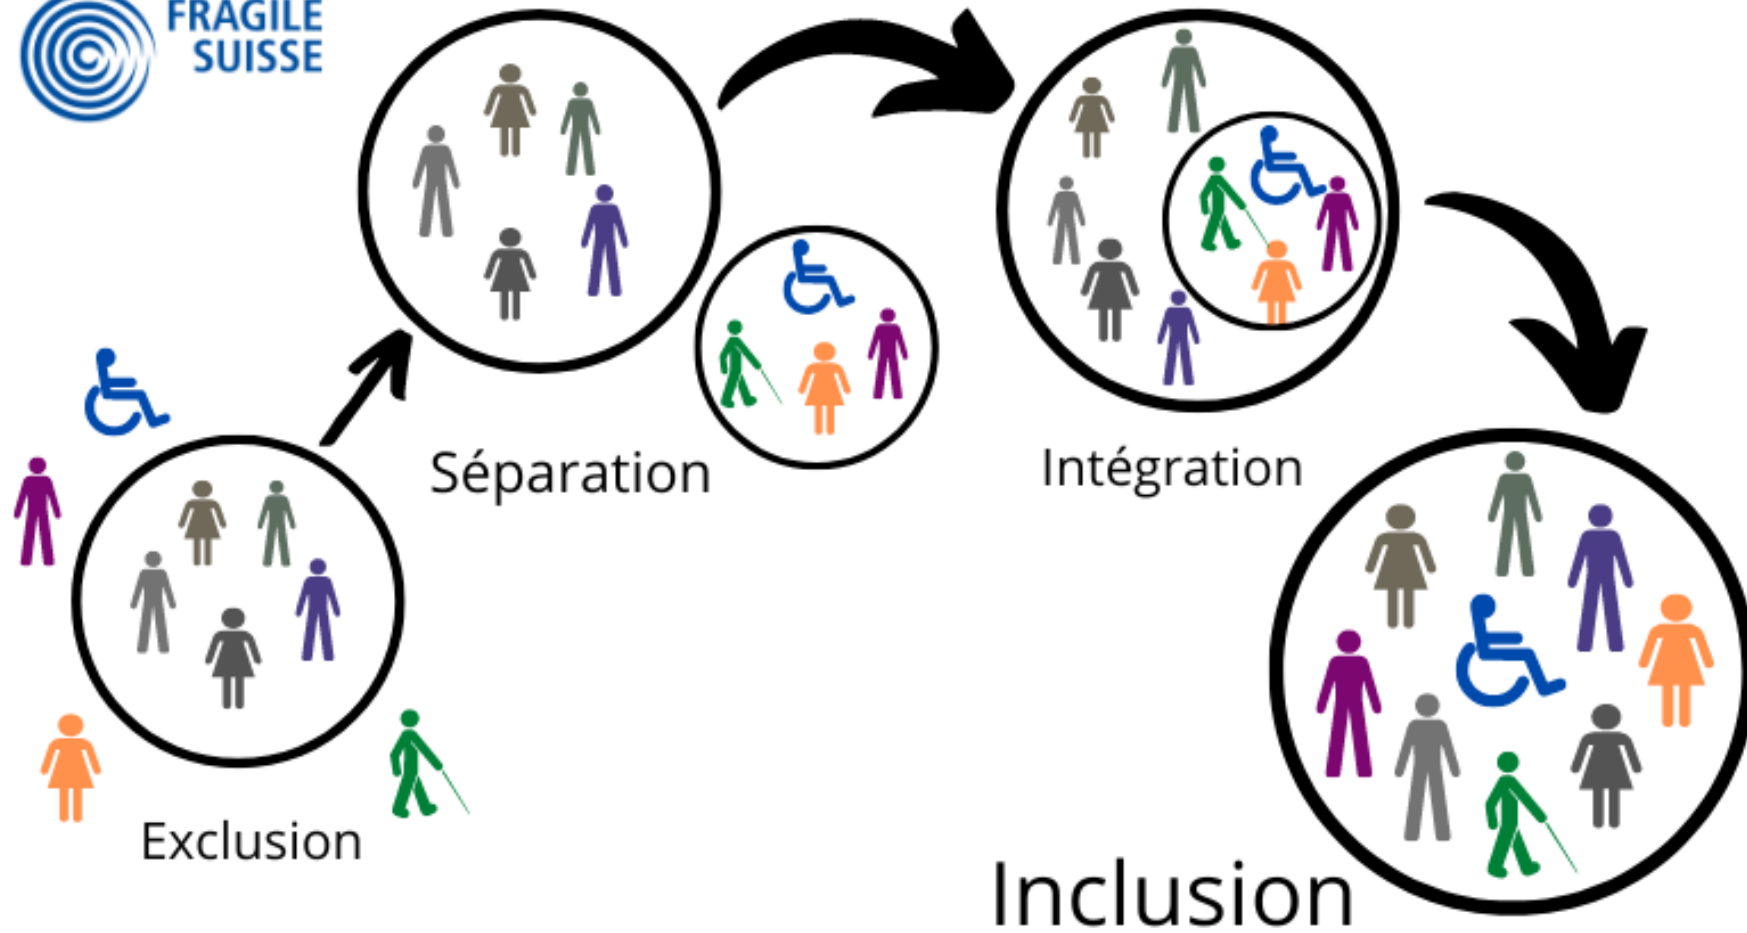 FRAGILE
SUISSE
Séparation
Intégration
Exclusion
Inclusion